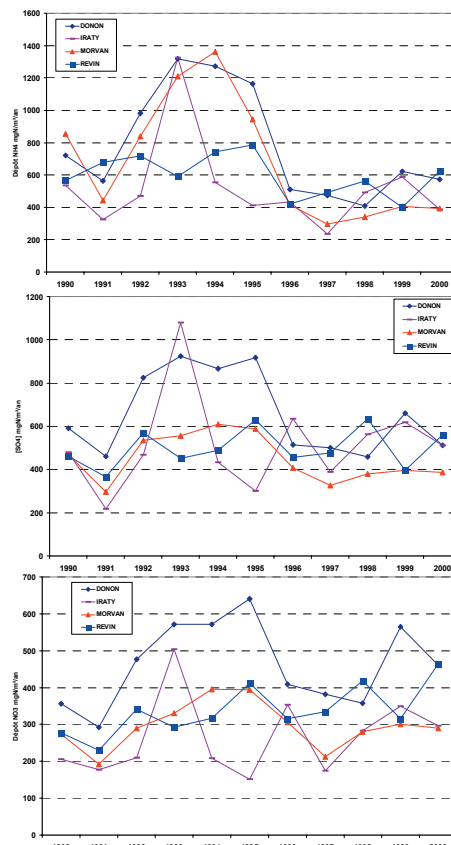 1600
1400
1200
1000
800
600
400
200
0
Dépôt NH4 mgN/m²/an
DONON
IRATY
MORVAN
REVIN
1990 1991 1992 1993 1994 1995 1996 1997 1998 1999 2000
1200
1000
800
600
400
200
0
[SO4] mgN/m²/an
DONON
IRATY
MORVAN
REVIN
1990 1991 1992 1993 1994 1995 1996 1997 1998 1999 2000
700
600
500
400
300
200
100
0
Dépôt NO3 mgN/m²/an
DONON
IRATY
MORVAN
REVIN